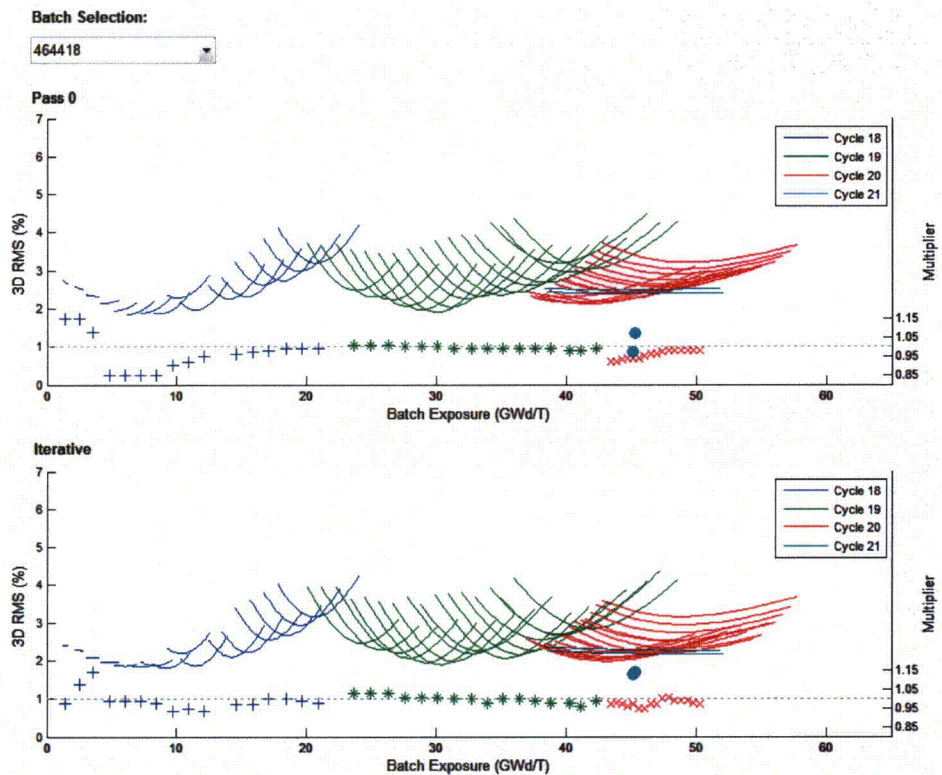 Batch Selection:
464418
Pass 0
7
6
5
4
3
2
1
0
3D RMS (%)
Cycle 18
Cycle 19
Cycle 20
Cycle 21
Multiplier
1.15
1.05
0.95
0.85
0
10
20
30
40
50
60
Batch Exposure (GWd/T)
Iterative
7
6
5
4
3
2
1
0
3D RMS (%)
Cycle 18
Cycle 19
Cycle 20
Cycle 21
Multiplier
1.15
1.05
0.95
0.85
0
10
20
30
40
50
60
Batch Exposure (GWd/T)